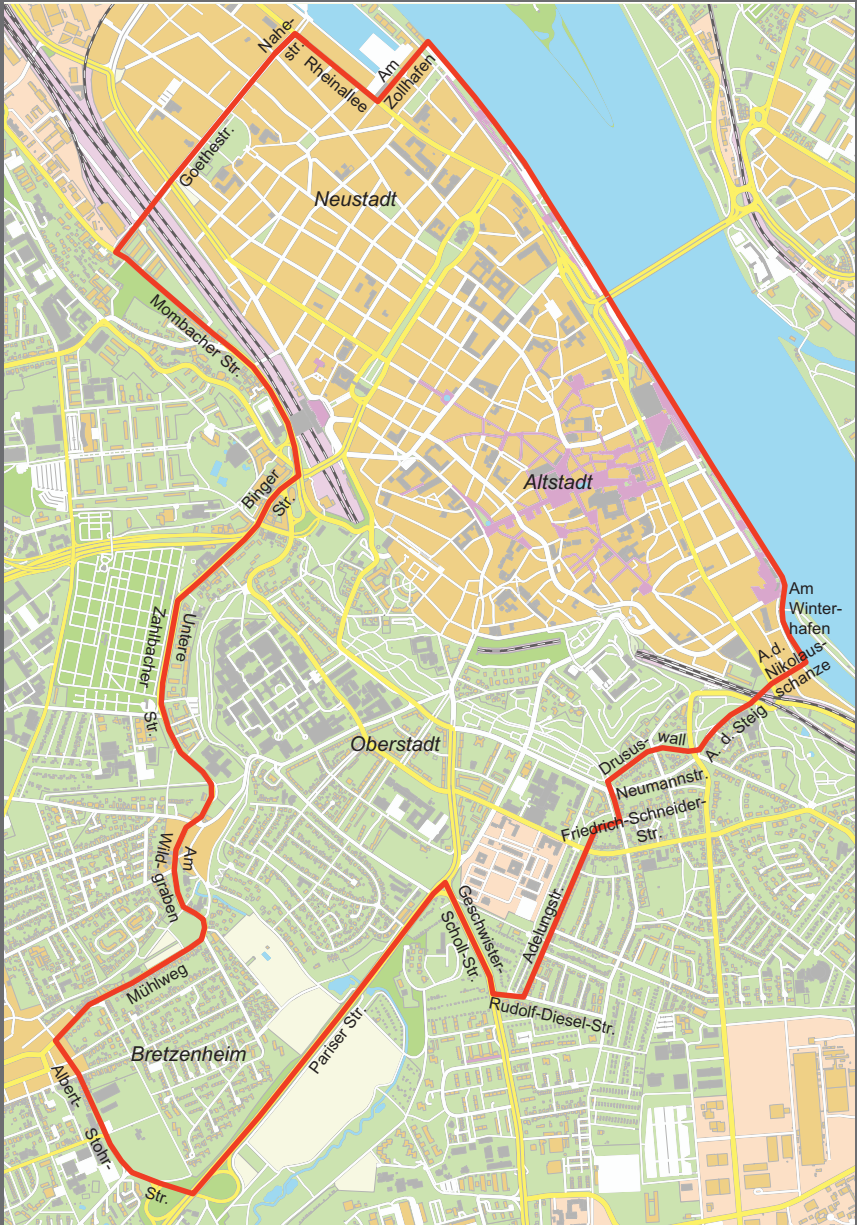 Nahe-
str.
Rheinallee
Am
Zollhafen
Goethestr.
Neustadt
Mombacher Str.
Binger
Str.
Altstadt
Am
Winter-
hafen
A.d.
Nikolaus-
schanze
Untere
Zahlbacher Str.
A. d. Steig
Drusus- wall
Oberstadt
Neumannstr.
Friedrich-Schneider-
Str.
Am
Wild- graben
Geschwister-
Scholl-Str.
Adelungstr.
Rudolf-Diesel-Str.
Mühlweg
Pariser Str.
Bretzenheim
Albert-
Stohr-
Str.